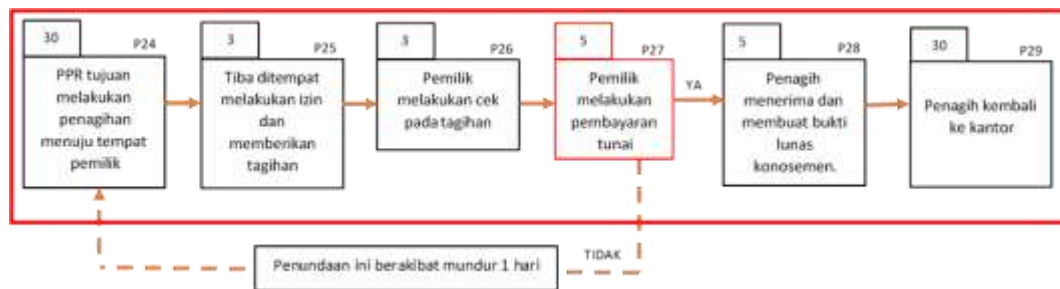 30
P24
PPR tujuan
melakukan
penagihan
menuju tempat
pemilik
3
P25
Tiba ditempat
melakukan izin
dan
memberikan
tagihan
3
P26
Pemilik
melakukan cek
pada tagihan
5
P27
Pemilik
melakukan
pembayaran
tunai
YA
5
P28
Penagih
menerima dan
membuat bukti
lunas
konosemen.
30
P29
Penagih kembali
ke kantor
TIDAK
Penundaan ini berakibat mundur 1 hari